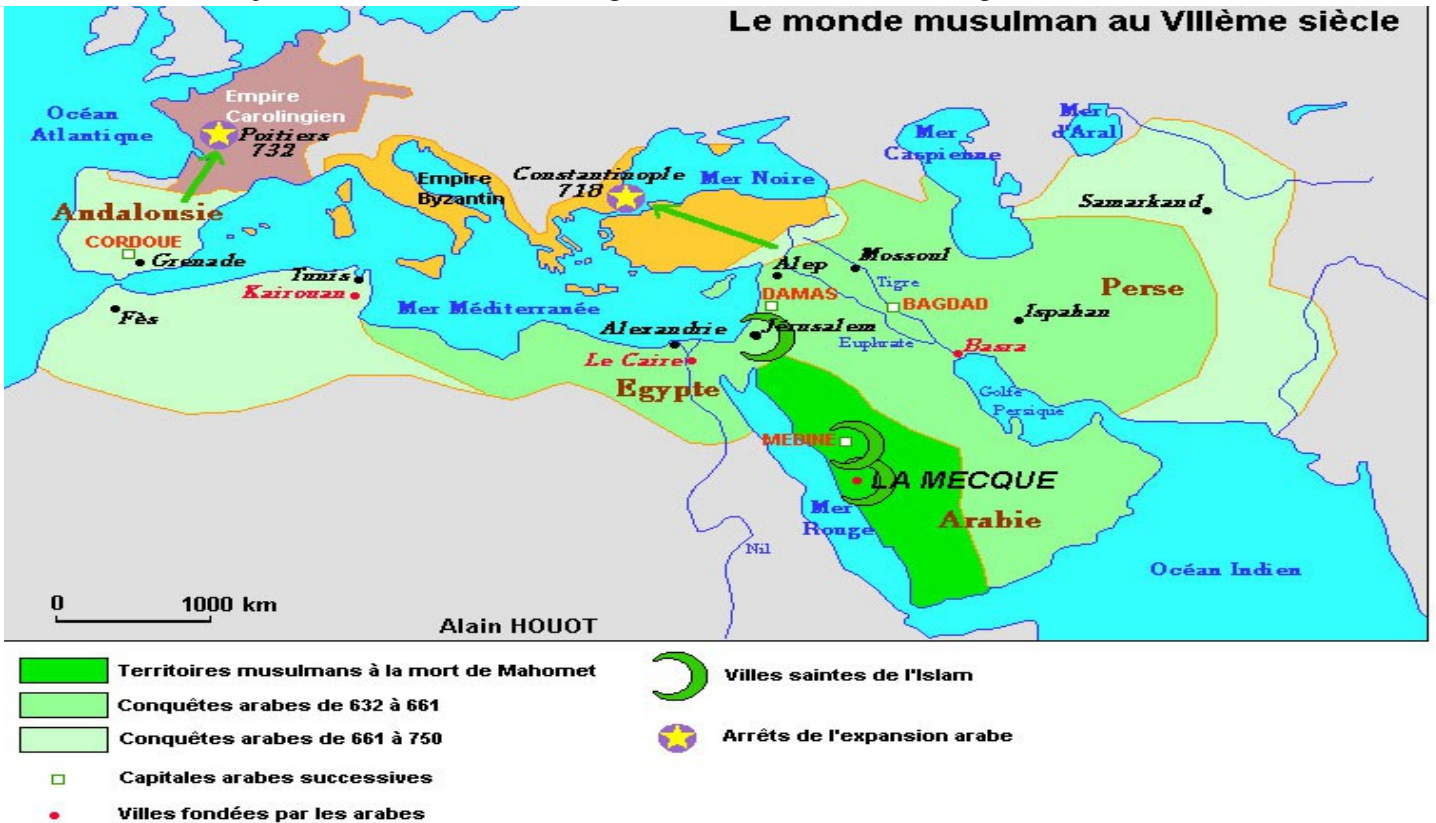 Le monde musulman au VIIIème siècle
Océan
Atlantique
Empire
Carolingien
Poitiers
732
Mer
d'Aral
Mer
Caspienne
Empire
Byzantin
Constantinople
718
Mer Noire
Samarkand
Andalousie
CORDOUE
Grenade
Tunis
Kairouan
Fès
Mer Méditerranée
Alep
Mossoul
Tigre
DAMAS
BAGDAD
Perse
Ispahan
Alexandrie
Jérusalem
Euphrate
Basra
Le Caire
Egypte
Golfe
Persique
MEDINE
LA MECQUE
Mer
Rouge
Arabie
Nil
Océan Indien
0 1000 km
Alain HOUOT
Territoires musulmans à la mort de Mahomet
Conquêtes arabes de 632 à 661
Conquêtes arabes de 661 à 750
Capitales arabes successives
Villes fondées par les arabes
Villes saintes de l'Islam
Arrêts de l'expansion arabe